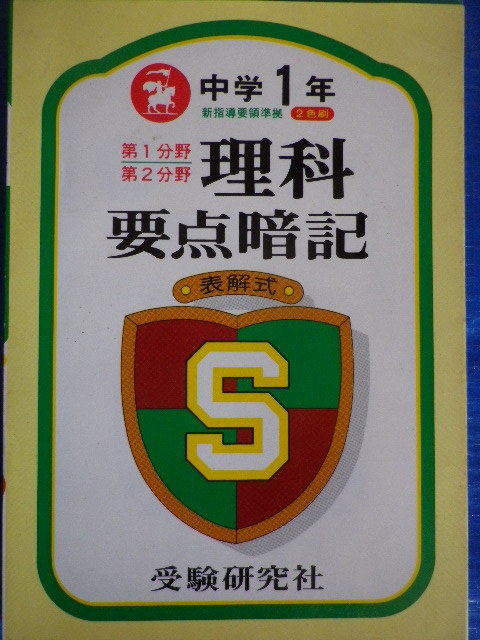 中学1年
新指導要領準拠 2色刷
第1分野
第2分野
理科
要点暗記
表解式
S
受験研究社